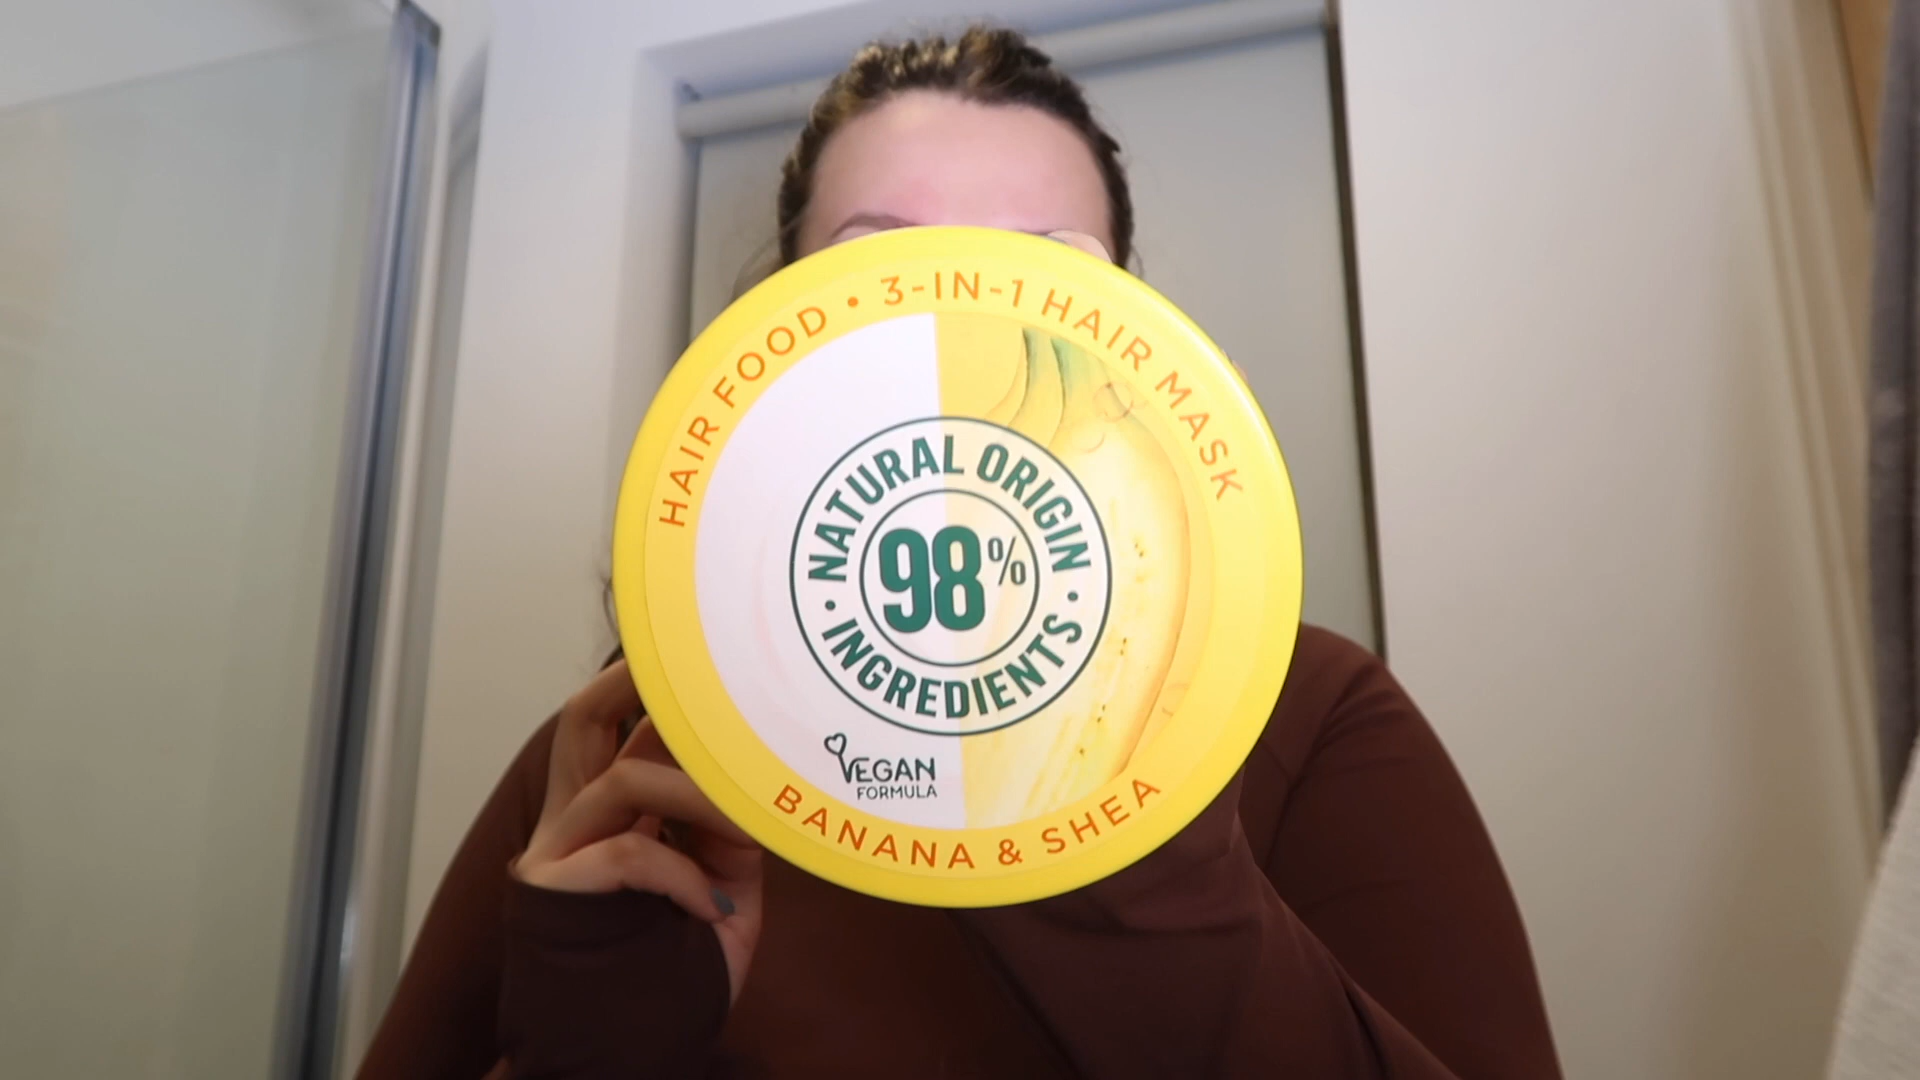 HAIR FOOD • 3-IN-1 HAIR MASK
• NATURAL ORIGIN •
98%
INGREDIENTS
VEGAN
FORMULA
BANANA & SHEA